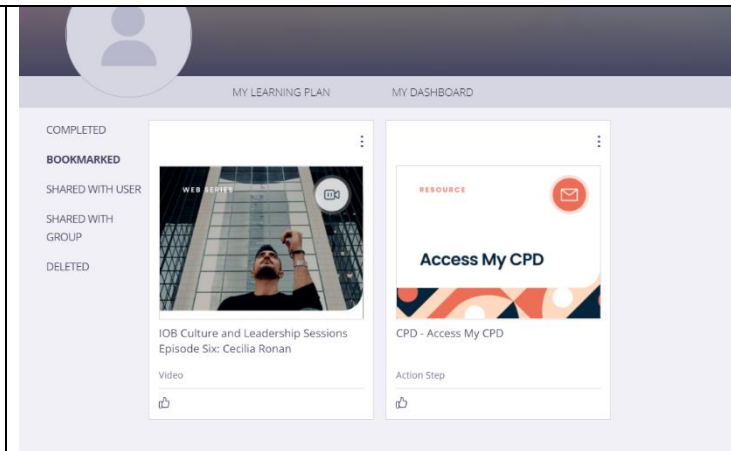 MY LEARNING PLAN
MY DASHBOARD
COMPLETED
BOOKMARKED
SHARED WITH USER
SHARED WITH
GROUP
DELETED
WEB SERIES
IOB Culture and Leadership Sessions
Episode Six: Cecilia Ronan
Video
RESOURCE
Access My CPD
CPD - Access My CPD
Action Step